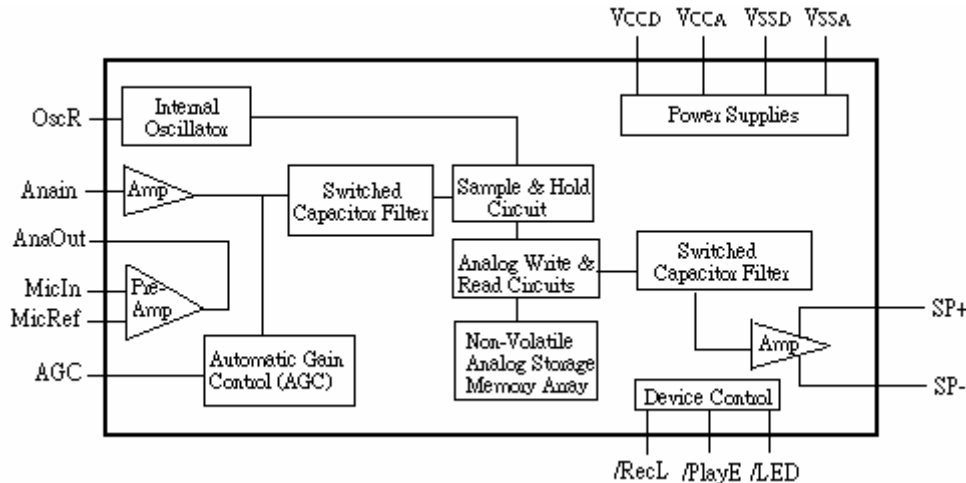 VCCD VCCA VSSD VSSA
OscR
Internal
Oscillator
Power Supplies
Anain
Amp
Switched
Capacitor Filter
Sample & Hold
Circuit
AnaOut
Analog Write &
Read Circuits
Switched
Capacitor Filter
MicIn
MicRef
Pre-
Amp
SP+
Amp
SP-
AGC
Automatic Gain
Control (AGC)
Non-Volatile
Analog Storage
Memory Array
Device Control
/RecL /PlayE /LED